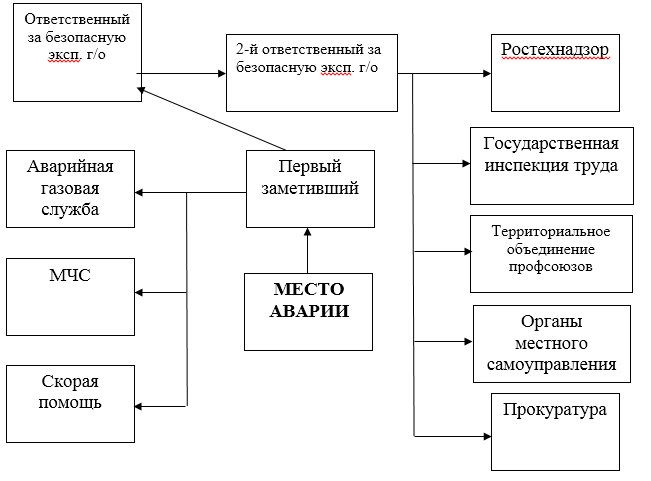 Ответственный
за безопасную
эксп. г/о
2-й ответственный за
безопасную эксп. г/о
Ростехнадзор
Аварийная
газовая
служба
Первый
заметивший
Государственная
инспекция труда
Территориальное
объединение
профсоюзов
МЧС
МЕСТО
АВАРИИ
Органы
местного
самоуправления
Скорая
помощь
Прокуратура